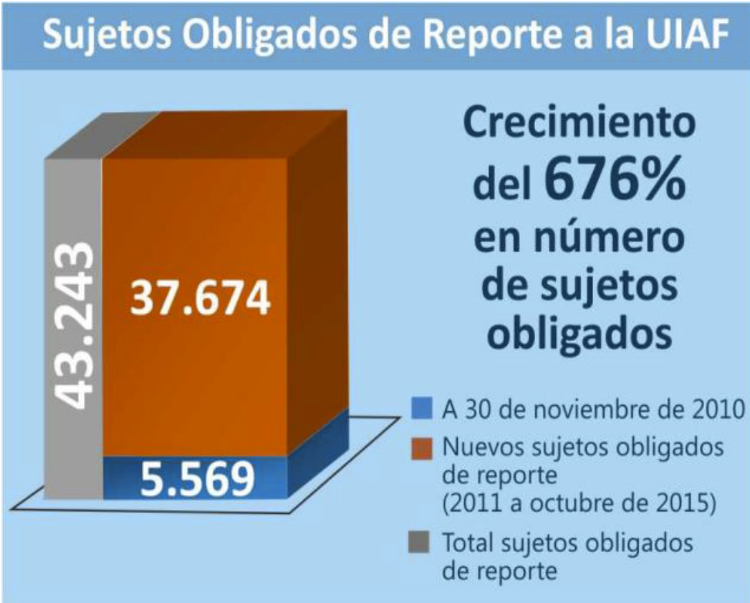 Sujetos Obligados de Reporte a la UIAF
Crecimiento
del 676%
en número
de sujetos
obligados
43.243
37.674
5.569
A 30 de noviembre de 2010
Nuevos sujetos obligados
de reporte
(2011 a octubre de 2015)
Total sujetos obligados
de reporte